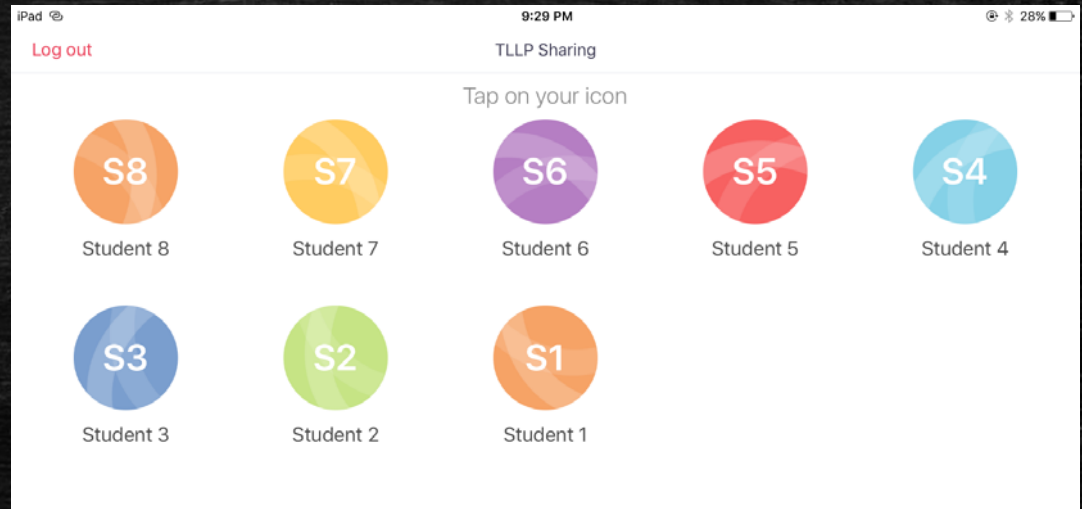 iPad 9:29 PM 28%
Log out TLLP Sharing
Tap on your icon
S8 S7 S6 S5 S4
Student 8 Student 7 Student 6 Student 5 Student 4
S3 S2 S1
Student 3 Student 2 Student 1